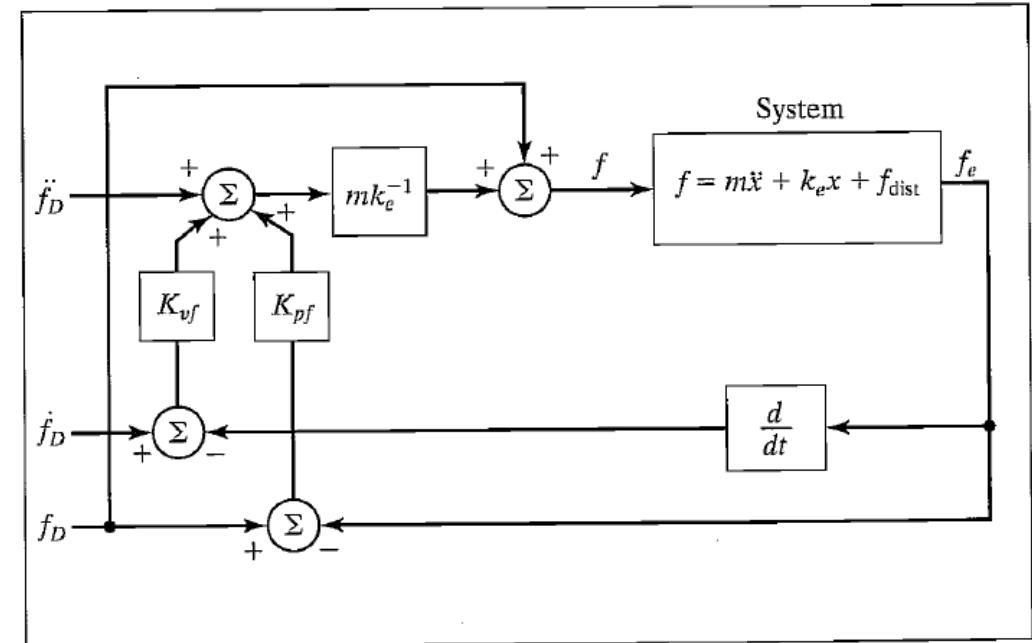 System
+ + f f_e
f̈_D Σ + mk_e^{-1} Σ + f = mẍ + k_e x + f_dist
+
K_vf K_pf
ḟ_D Σ d/dt
+ −
f_D Σ
+ −